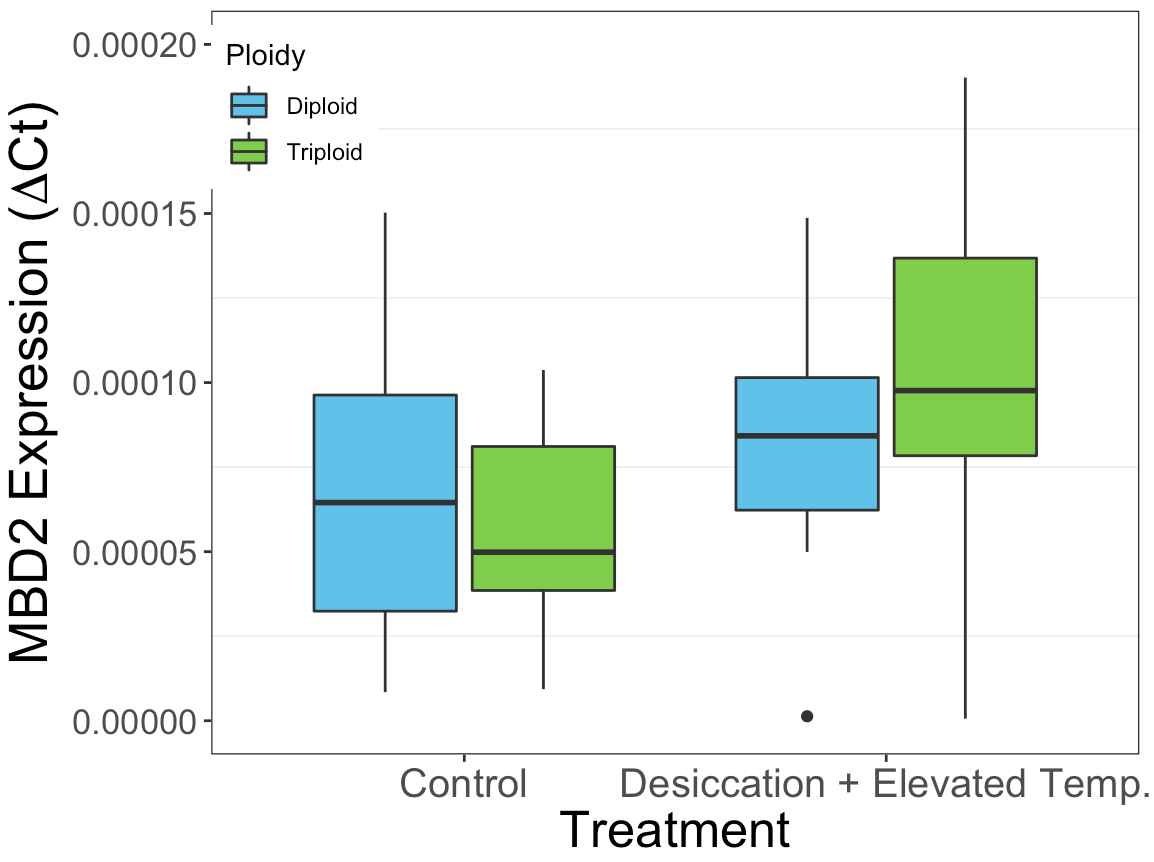 MBD2 Expression (ΔCt)
0.00020
0.00015
0.00010
0.00005
0.00000
Ploidy
Diploid
Triploid
Control
Desiccation + Elevated Temp.
Treatment